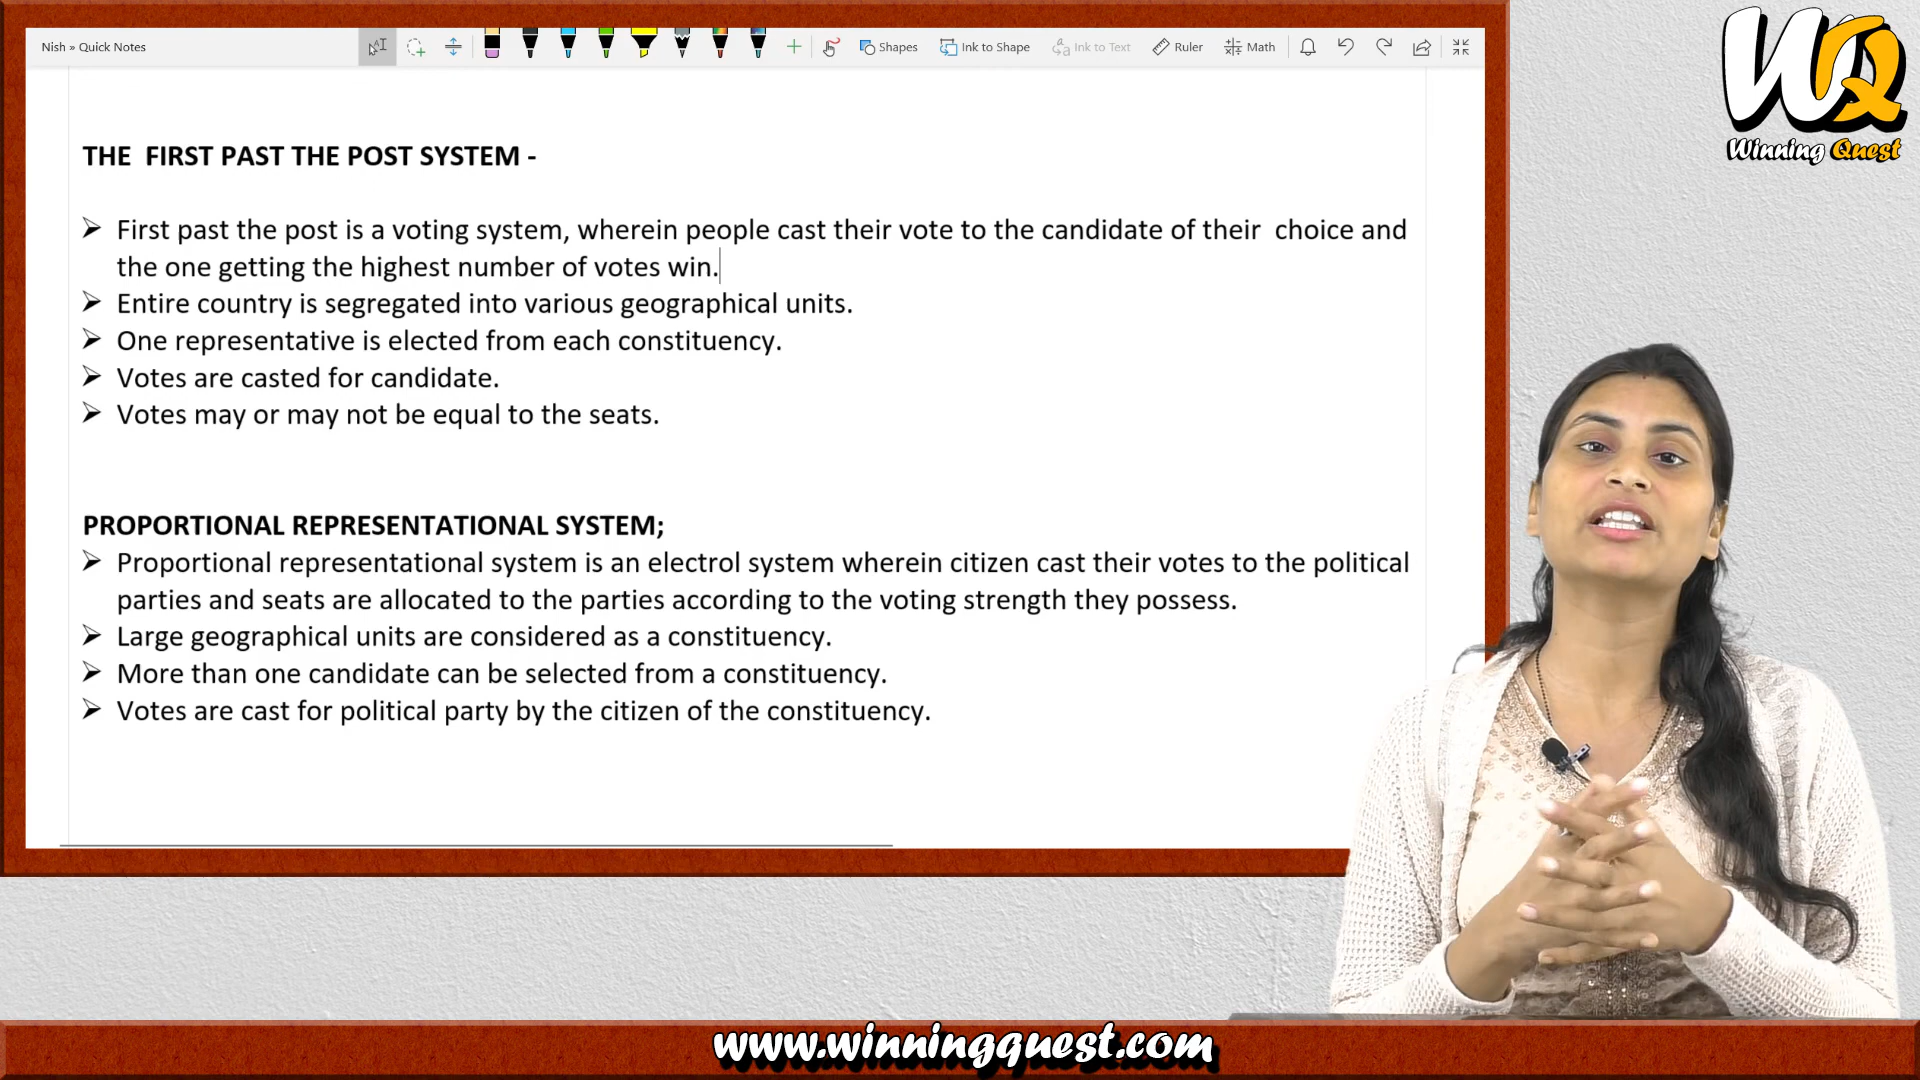 Nish » Quick Notes
Shapes
Ink to Shape
Ink to Text
Ruler
Math
WQ
Winning Quest
THE  FIRST PAST THE POST SYSTEM -
First past the post is a voting system, wherein people cast their vote to the candidate of their  choice and
the one getting the highest number of votes win.
Entire country is segregated into various geographical units.
One representative is elected from each constituency.
Votes are casted for candidate.
Votes may or may not be equal to the seats.
PROPORTIONAL REPRESENTATIONAL SYSTEM;
Proportional representational system is an electrol system wherein citizen cast their votes to the political
parties and seats are allocated to the parties according to the voting strength they possess.
Large geographical units are considered as a constituency.
More than one candidate can be selected from a constituency.
Votes are cast for political party by the citizen of the constituency.
www.winningquest.com